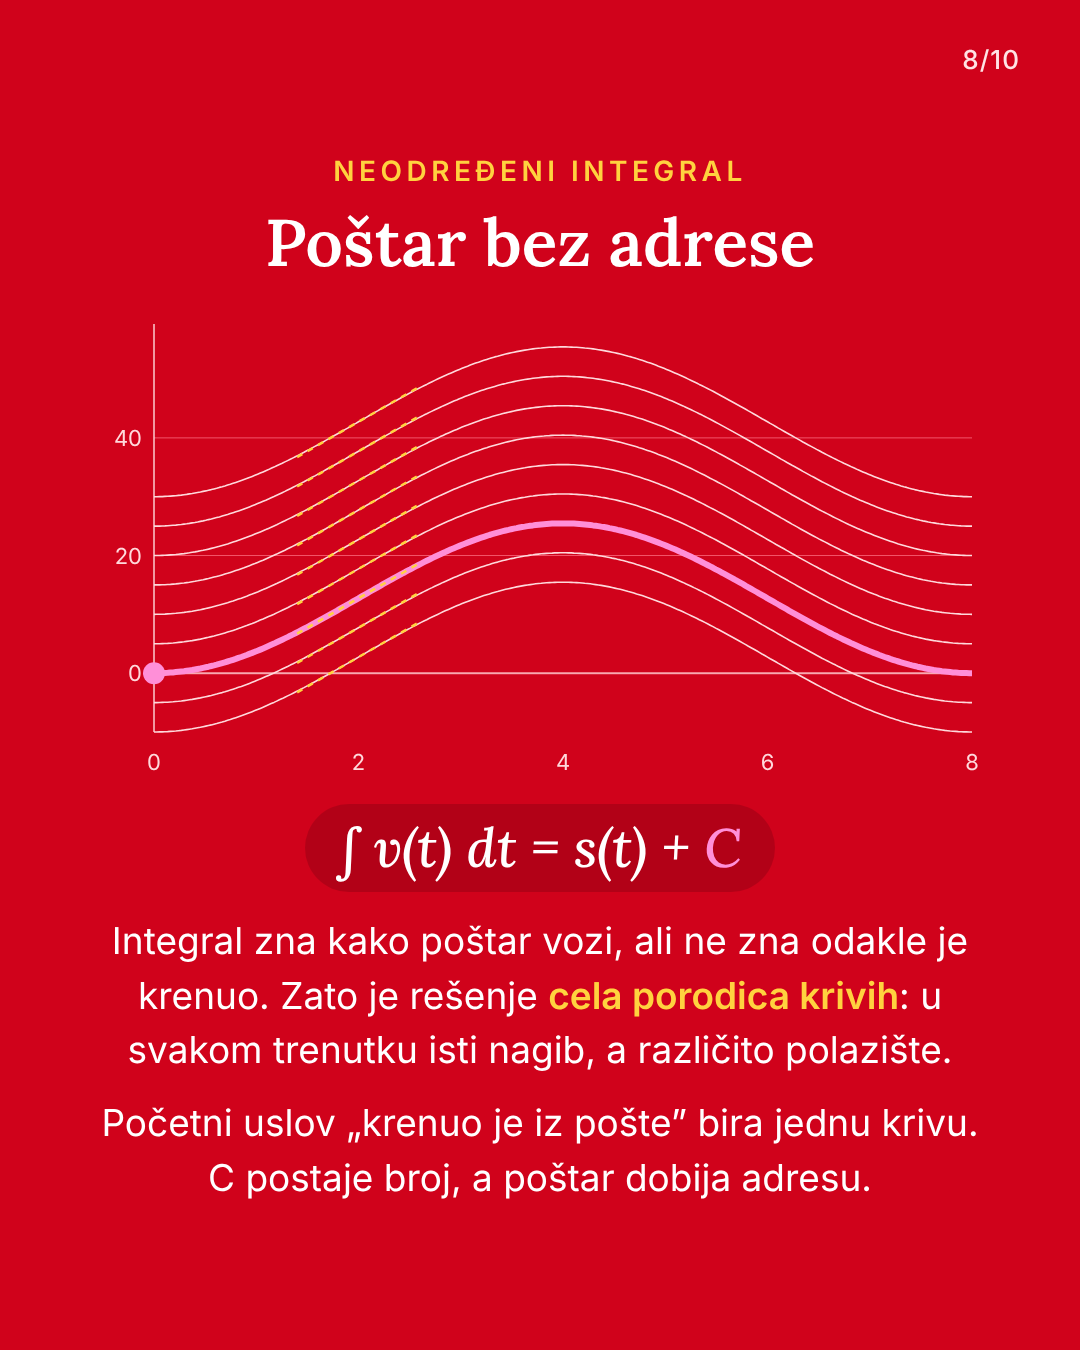 8/10
NEODREĐENI INTEGRAL
Poštar bez adrese
40
20
0
0 2 4 6 8
∫ v(t) dt = s(t) + C
Integral zna kako poštar vozi, ali ne zna odakle je
krenuo. Zato je rešenje cela porodica krivih: u
svakom trenutku isti nagib, a različito polazište.
Početni uslov „krenuo je iz pošte” bira jednu krivu.
C postaje broj, a poštar dobija adresu.